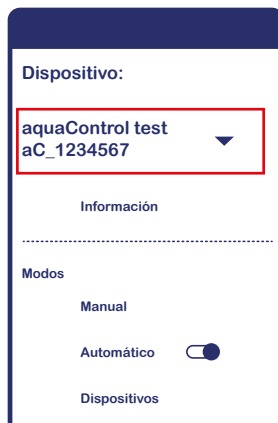 Dispositivo:
aquaControl test
aC_1234567
Información
Modos
Manual
Automático
Dispositivos